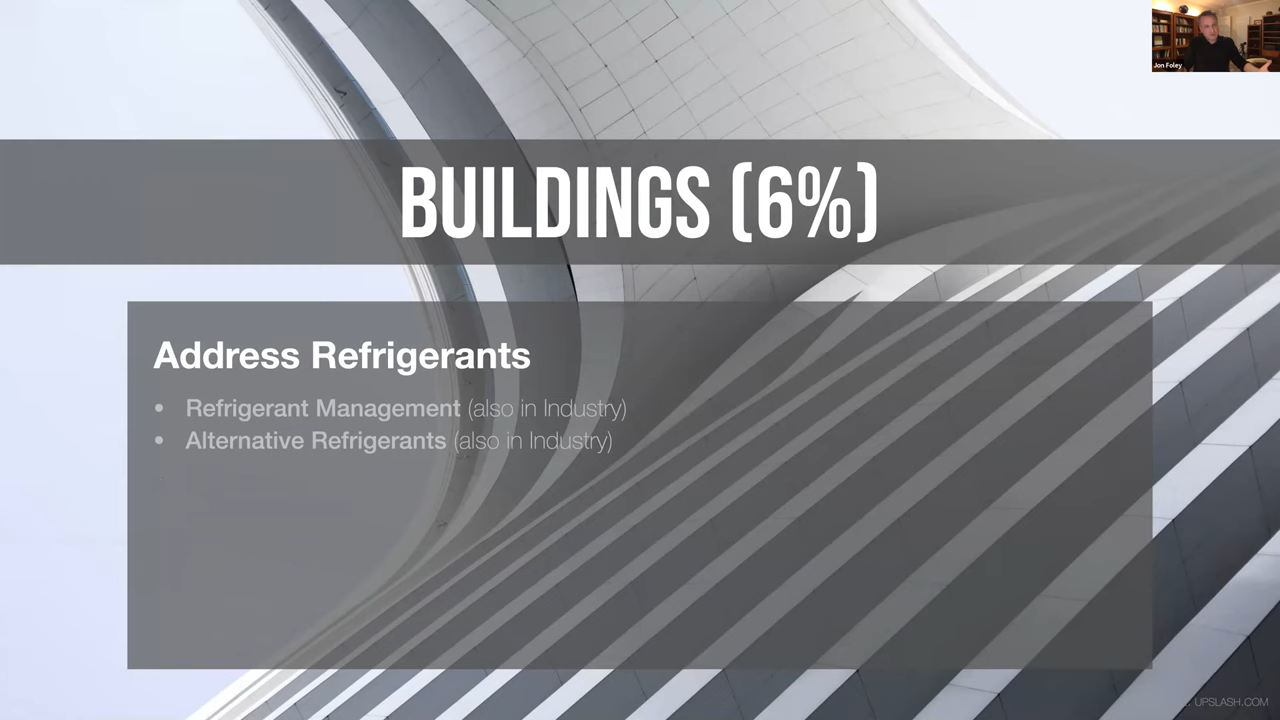 Jon Foley
BUILDINGS (6%)
Address Refrigerants
• Refrigerant Management (also in Industry)
• Alternative Refrigerants (also in Industry)
UPSLASH.COM